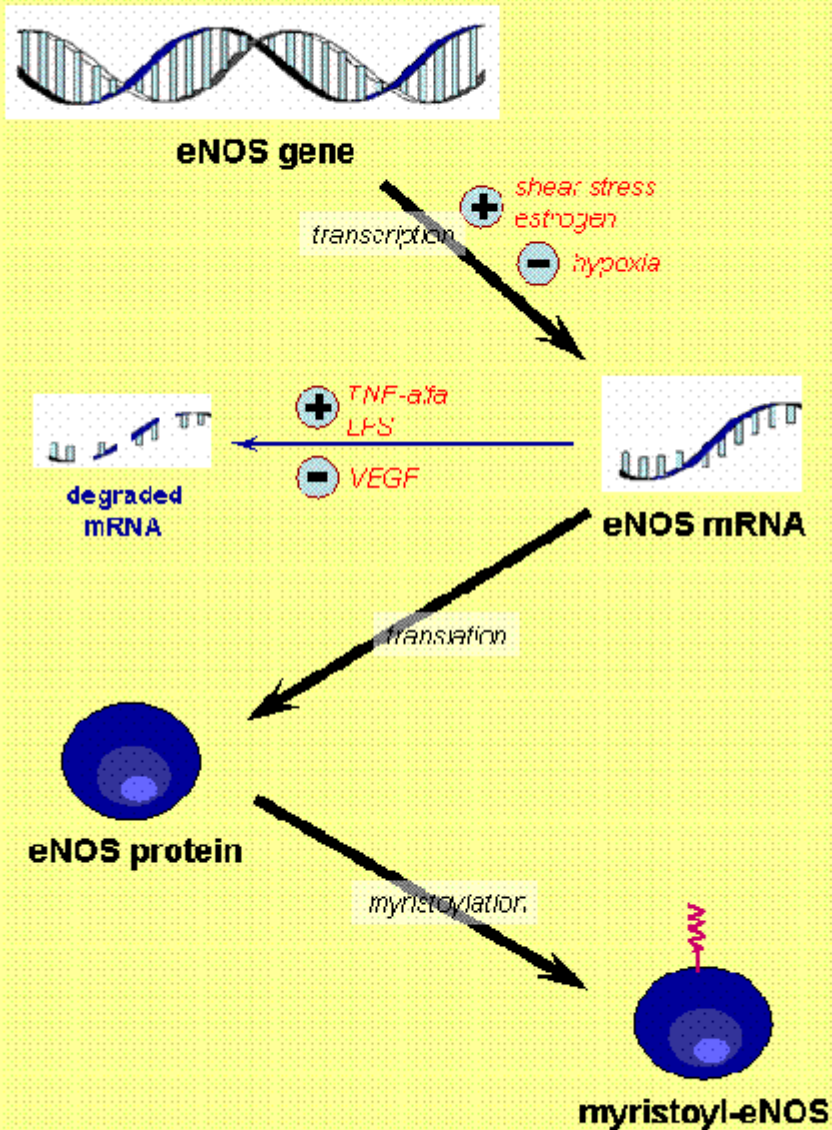 eNOS gene
shear stress
estrogen
transcription
hypoxia
TNF-alfa
LPS
VEGF
degraded
mRNA
eNOS mRNA
translation
eNOS protein
myristoylation
myristoyl-eNOS